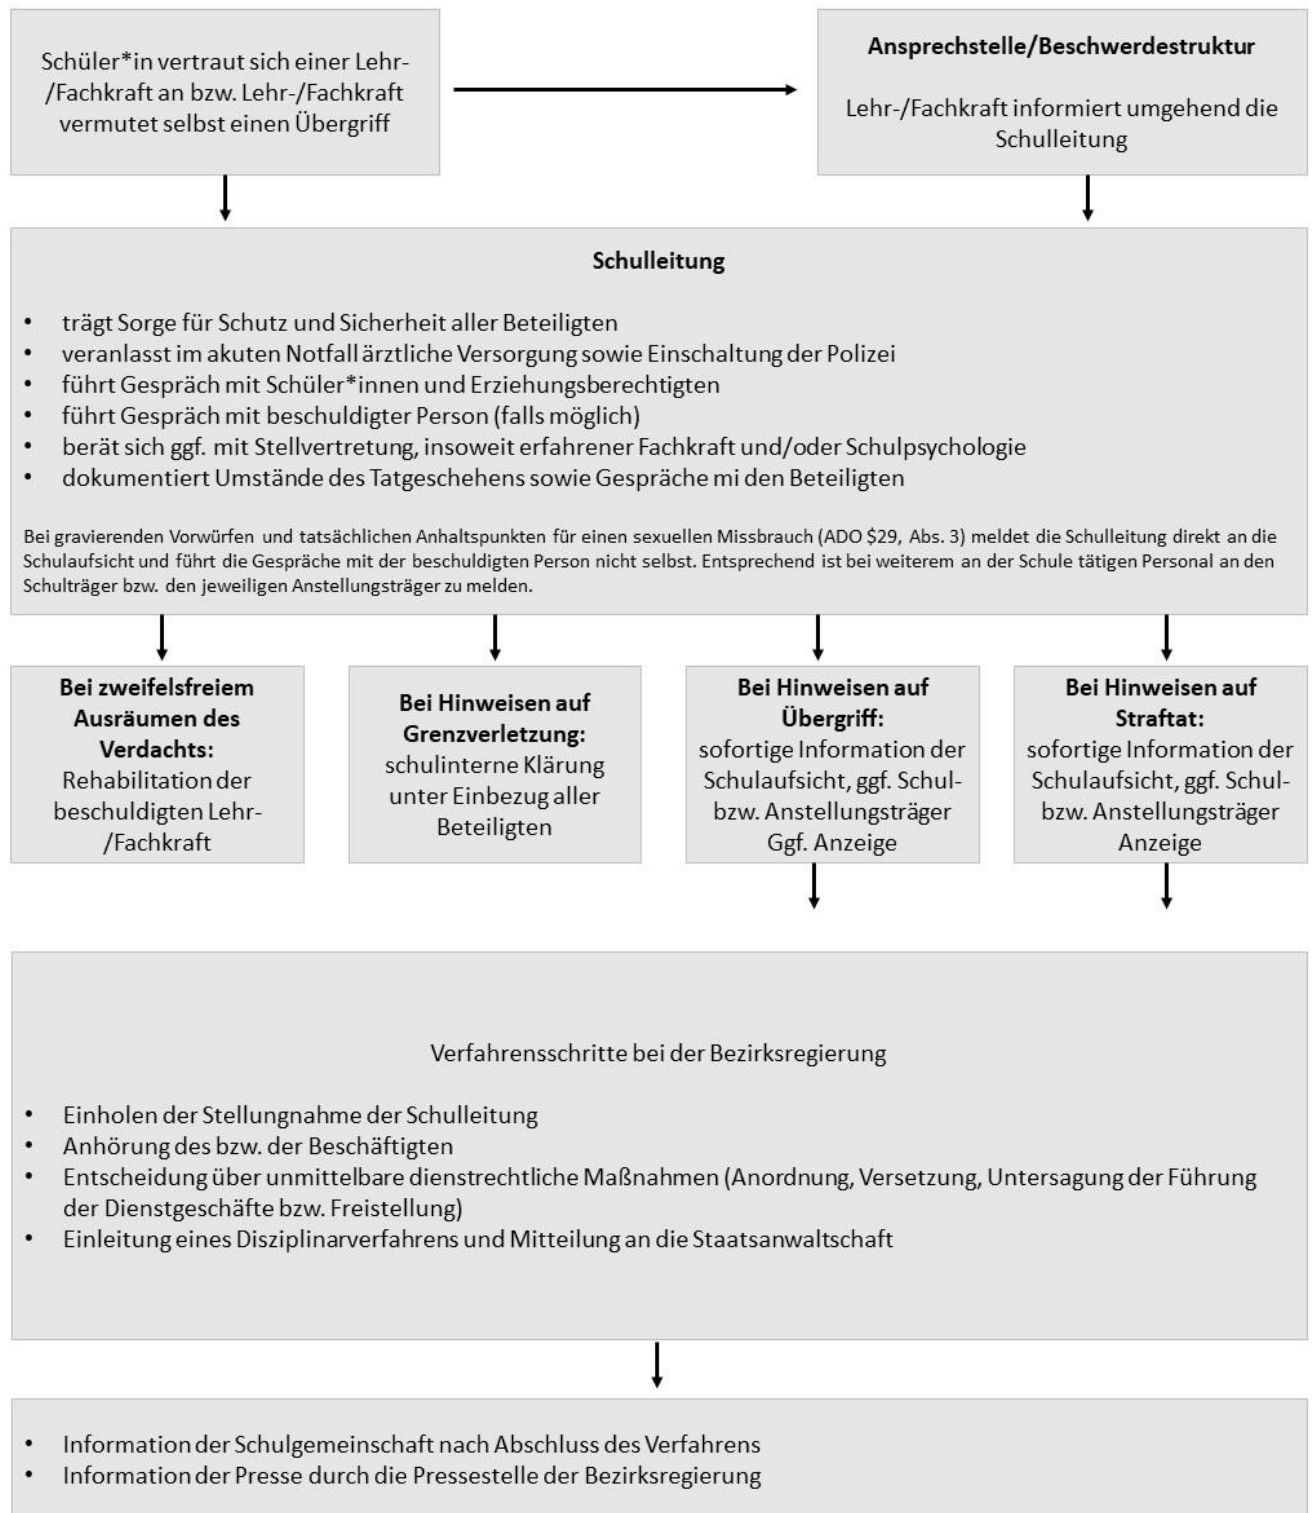 Schüler*in vertraut sich einer Lehr-
/Fachkraft an bzw. Lehr-/Fachkraft
vermutet selbst einen Übergriff
Ansprechstelle/Beschwerdestruktur
Lehr-/Fachkraft informiert umgehend die
Schulleitung
Schulleitung
• trägt Sorge für Schutz und Sicherheit aller Beteiligten
• veranlasst im akuten Notfall ärztliche Versorgung sowie Einschaltung der Polizei
• führt Gespräch mit Schüler*innen und Erziehungsberechtigten
• führt Gespräch mit beschuldigter Person (falls möglich)
• berät sich ggf. mit Stellvertretung, insoweit erfahrener Fachkraft und/oder Schulpsychologie
• dokumentiert Umstände des Tatgeschehens sowie Gespräche mi den Beteiligten
Bei gravierenden Vorwürfen und tatsächlichen Anhaltspunkten für einen sexuellen Missbrauch (ADO $29, Abs. 3) meldet die Schulleitung direkt an die
Schulaufsicht und führt die Gespräche mit der beschuldigten Person nicht selbst. Entsprechend ist bei weiterem an der Schule tätigen Personal an den
Schulträger bzw. den jeweiligen Anstellungsträger zu melden.
Bei zweifelsfreiem
Ausräumen des
Verdachts:
Rehabilitation der
beschuldigten Lehr-
/Fachkraft
Bei Hinweisen auf
Grenzverletzung:
schulinterne Klärung
unter Einbezug aller
Beteiligten
Bei Hinweisen auf
Übergriff:
sofortige Information der
Schulaufsicht, ggf. Schul-
bzw. Anstellungsträger
Ggf. Anzeige
Bei Hinweisen auf
Straftat:
sofortige Information der
Schulaufsicht, ggf. Schul-
bzw. Anstellungsträger
Anzeige
Verfahrensschritte bei der Bezirksregierung
• Einholen der Stellungnahme der Schulleitung
• Anhörung des bzw. der Beschäftigten
• Entscheidung über unmittelbare dienstrechtliche Maßnahmen (Anordnung, Versetzung, Untersagung der Führung
der Dienstgeschäfte bzw. Freistellung)
• Einleitung eines Disziplinarverfahrens und Mitteilung an die Staatsanwaltschaft
• Information der Schulgemeinschaft nach Abschluss des Verfahrens
• Information der Presse durch die Pressestelle der Bezirksregierung